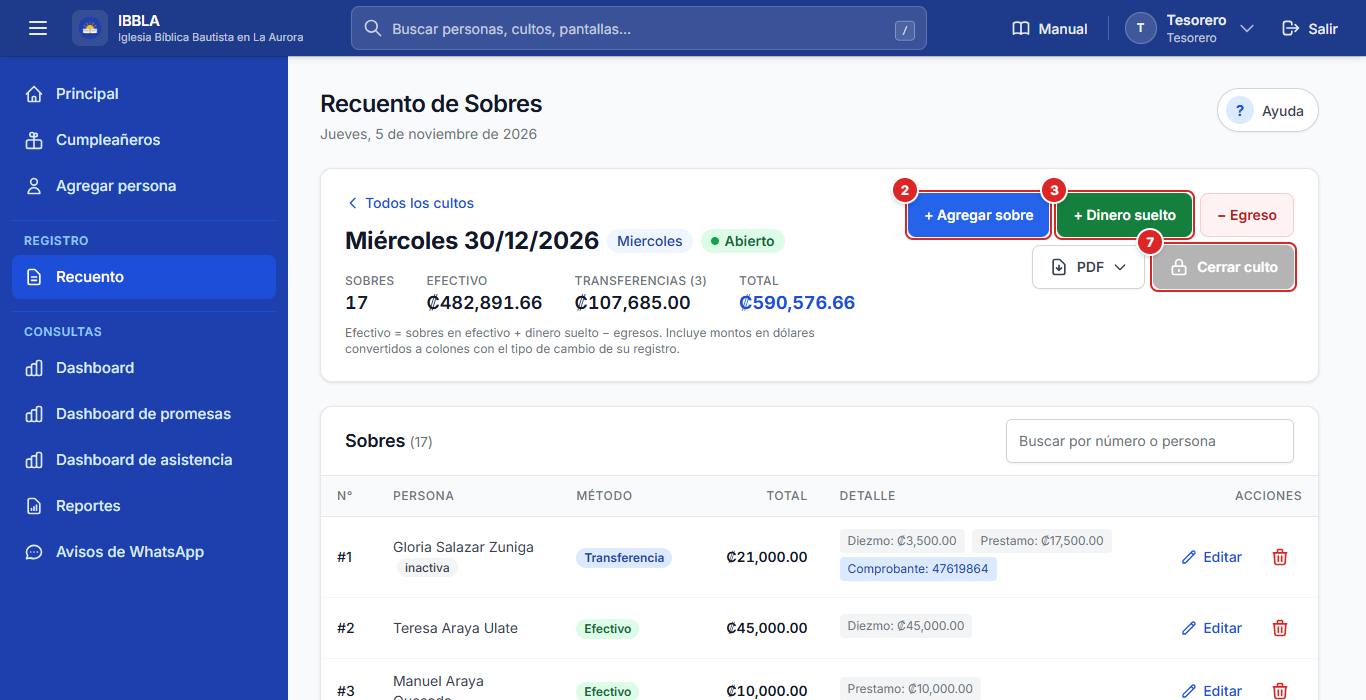 IBBLA
Iglesia Bíblica Bautista en La Aurora
Buscar personas, cultos, pantallas...
/
Manual
T
Tesorero
Tesorero
Salir
Principal
Cumpleañeros
Agregar persona
REGISTRO
Recuento
CONSULTAS
Dashboard
Dashboard de promesas
Dashboard de asistencia
Reportes
Avisos de WhatsApp
Recuento de Sobres
Jueves, 5 de noviembre de 2026
? Ayuda
Todos los cultos
Miércoles 30/12/2026 Miercoles Abierto
2 + Agregar sobre
3 + Dinero suelto
− Egreso
PDF
7 Cerrar culto
SOBRES EFECTIVO TRANSFERENCIAS (3) TOTAL
17 ₡482,891.66 ₡107,685.00 ₡590,576.66
Efectivo = sobres en efectivo + dinero suelto − egresos. Incluye montos en dólares
convertidos a colones con el tipo de cambio de su registro.
Sobres (17)
Buscar por número o persona
N° PERSONA MÉTODO TOTAL DETALLE ACCIONES
#1 Gloria Salazar Zuniga inactiva Transferencia ₡21,000.00 Diezmo: ₡3,500.00 Prestamo: ₡17,500.00 Comprobante: 47619864 Editar
#2 Teresa Araya Ulate Efectivo ₡45,000.00 Diezmo: ₡45,000.00 Editar
#3 Manuel Araya Efectivo ₡10,000.00 Prestamo: ₡10,000.00 Editar